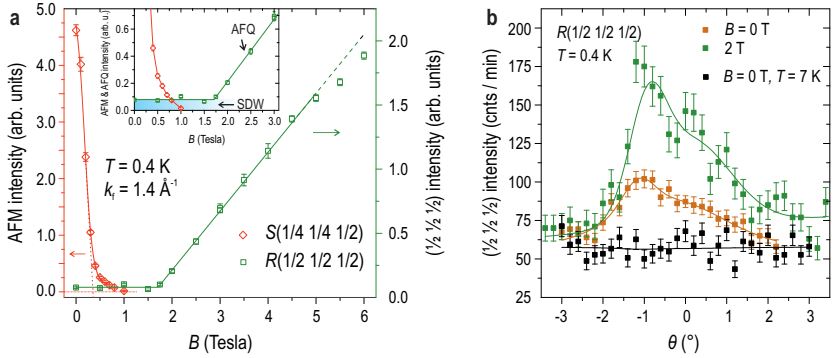 a
AFM intensity (arb. units)
5.0
4.0
3.0
2.0
1.0
0.0
0
1
2
3
4
5
6
B (Tesla)
T = 0.4 K
kf = 1.4 Å-1
S(1/4 1/4 1/2)
R(1/2 1/2 1/2)
AFM & AFQ intensity (arb. u.)
0.8
0.6
0.4
0.2
0.0
0.0
0.5
1.0
1.5
2.0
2.5
3.0
B (Tesla)
AFQ
SDW
2.0
1.5
1.0
0.5
0.0
(½ ½ ½) intensity (arb. units)
b
(½ ½ ½) intensity (cnts / min)
200
175
150
125
100
75
50
25
-3
-2
-1
0
1
2
3
θ (°)
R(1/2 1/2 1/2)
T = 0.4 K
B = 0 T
2 T
B = 0 T, T = 7 K